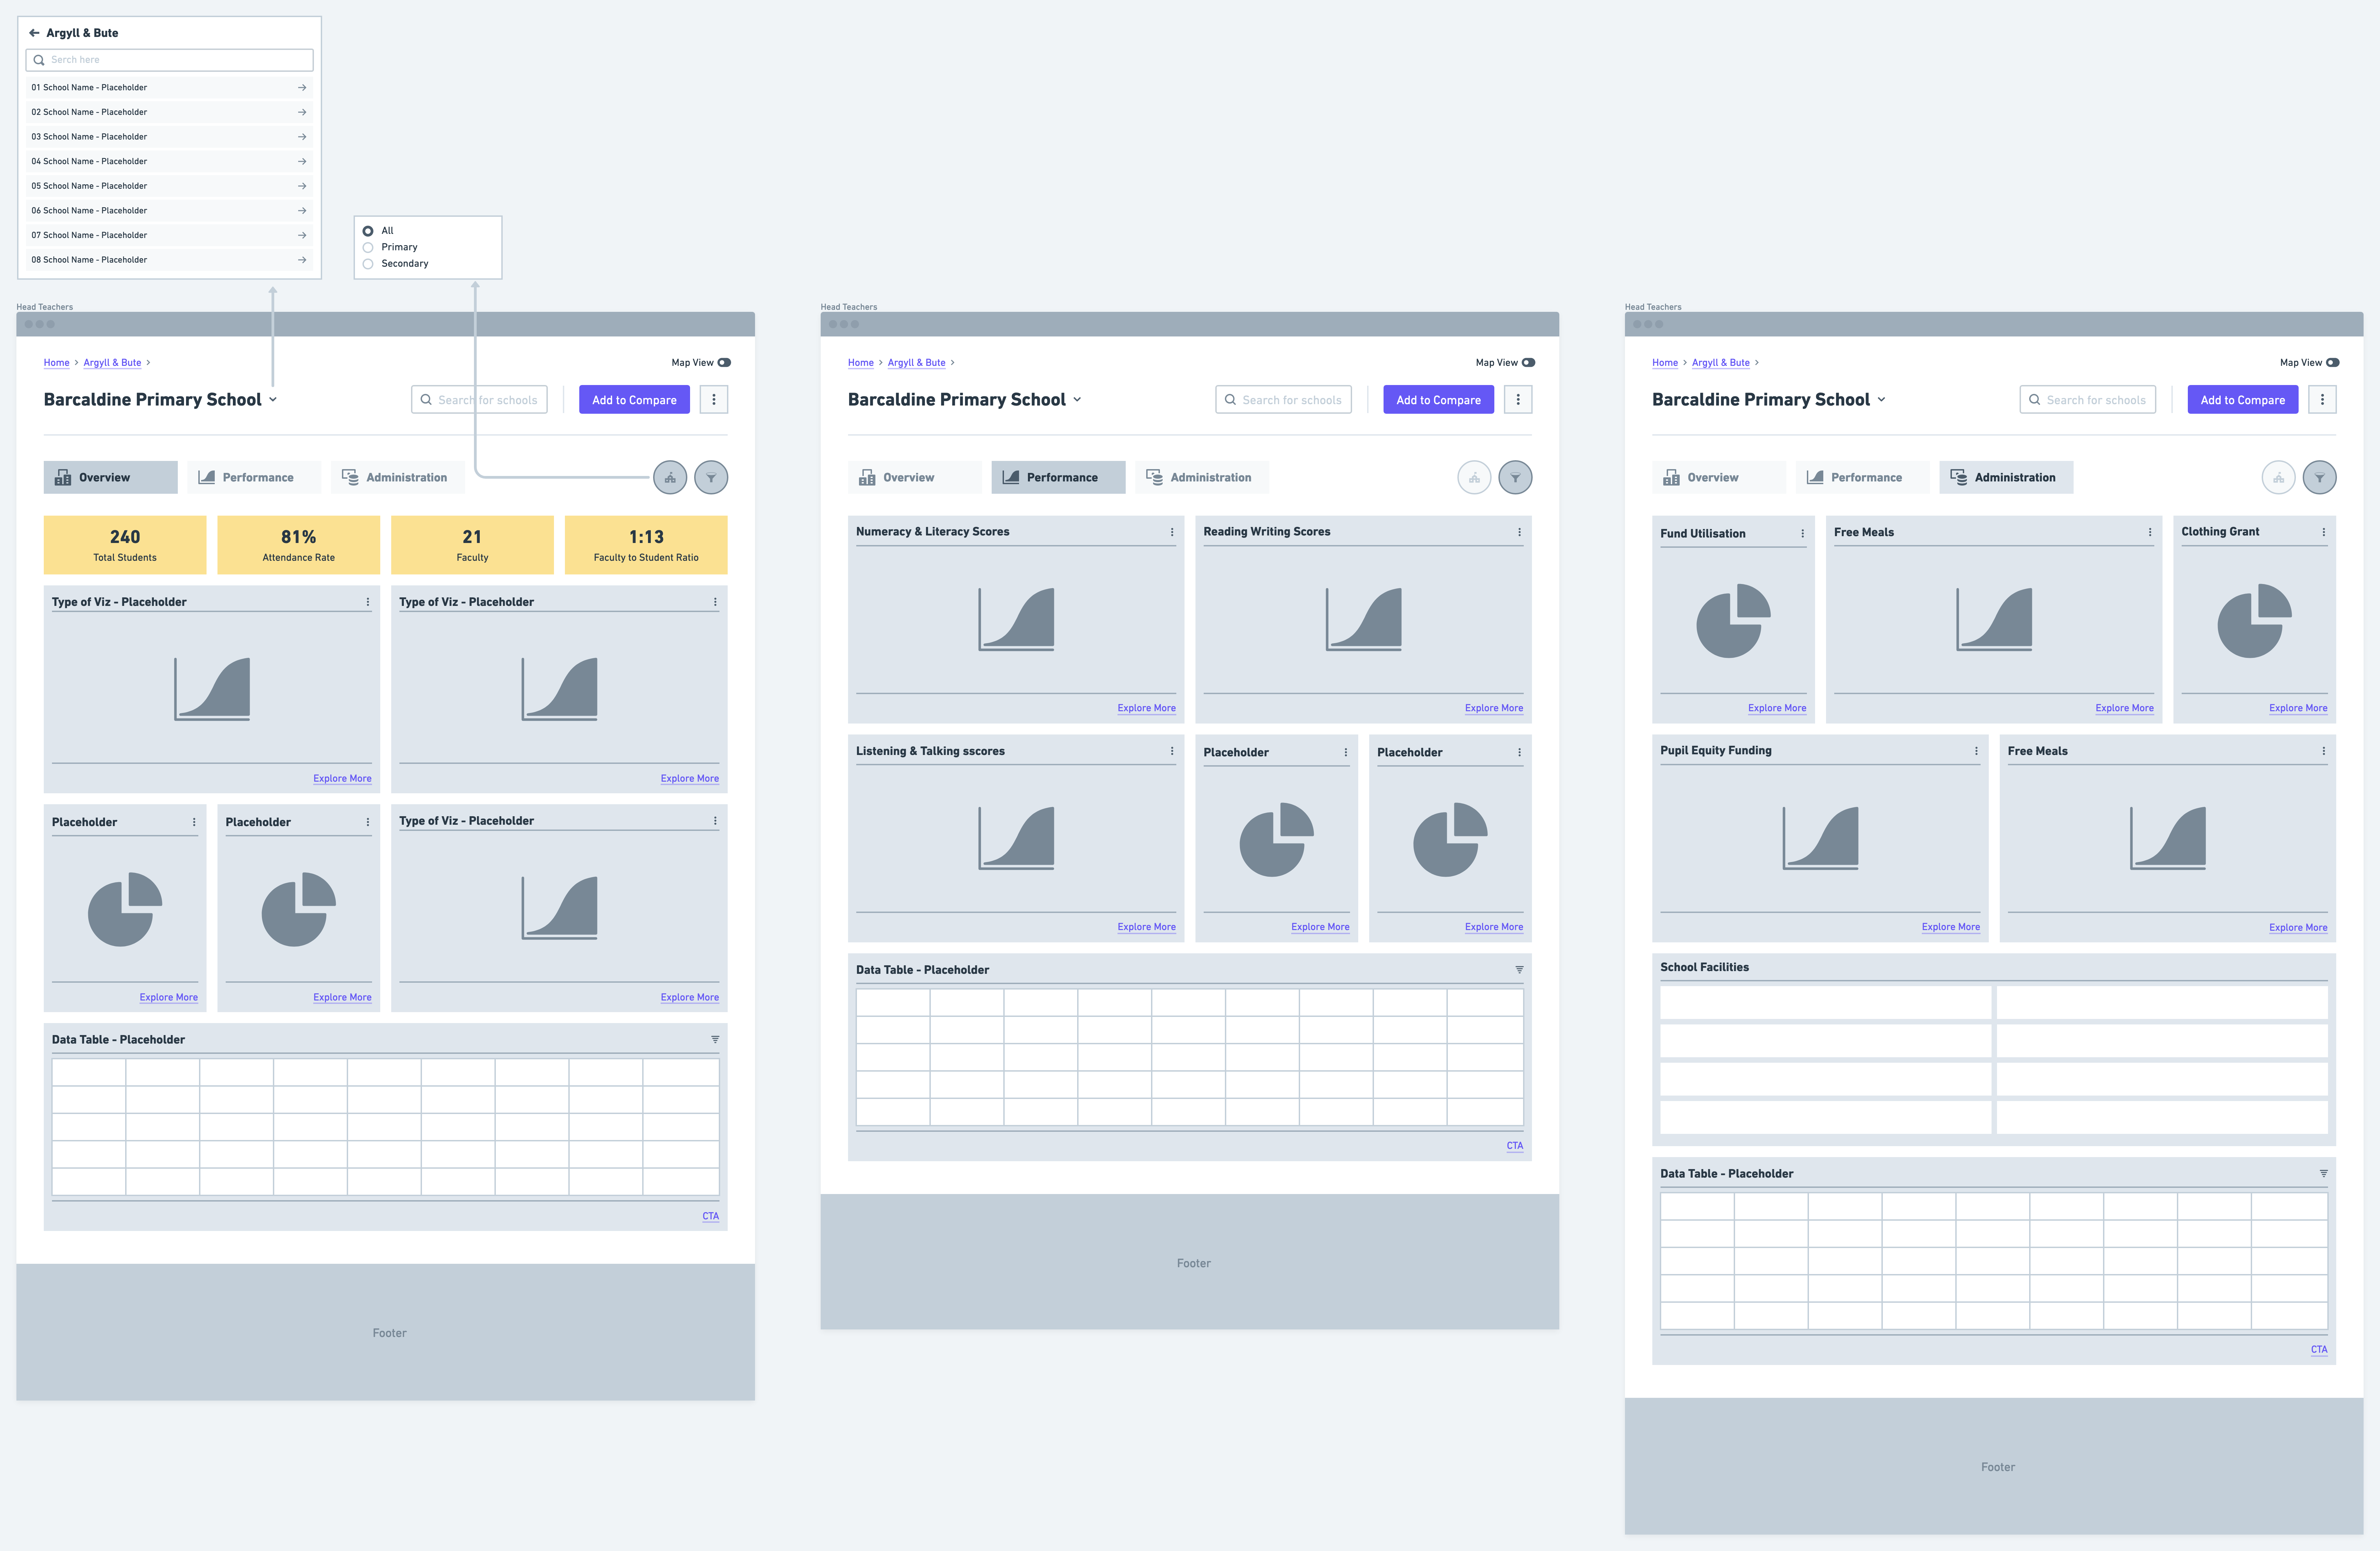 Argyll & Bute
Serch here
01 School Name - Placeholder
02 School Name - Placeholder
03 School Name - Placeholder
04 School Name - Placeholder
05 School Name - Placeholder
06 School Name - Placeholder
07 School Name - Placeholder
08 School Name - Placeholder
All
Primary
Secondary
Head Teachers
Home > Argyll & Bute >
Map View
Barcaldine Primary School
Search for schools
Add to Compare
Overview
Performance
Administration
240
Total Students
81%
Attendance Rate
21
Faculty
1:13
Faculty to Student Ratio
Type of Viz - Placeholder
Explore More
Type of Viz - Placeholder
Explore More
Placeholder
Explore More
Placeholder
Explore More
Type of Viz - Placeholder
Explore More
Data Table - Placeholder
CTA
Footer
Head Teachers
Home > Argyll & Bute >
Map View
Barcaldine Primary School
Search for schools
Add to Compare
Overview
Performance
Administration
Numeracy & Literacy Scores
Explore More
Reading Writing Scores
Explore More
Listening & Talking sscores
Explore More
Placeholder
Explore More
Placeholder
Explore More
Data Table - Placeholder
CTA
Footer
Head Teachers
Home > Argyll & Bute >
Map View
Barcaldine Primary School
Search for schools
Add to Compare
Overview
Performance
Administration
Fund Utilisation
Explore More
Free Meals
Explore More
Clothing Grant
Explore More
Pupil Equity Funding
Explore More
Free Meals
Explore More
School Facilities
Data Table - Placeholder
CTA
Footer